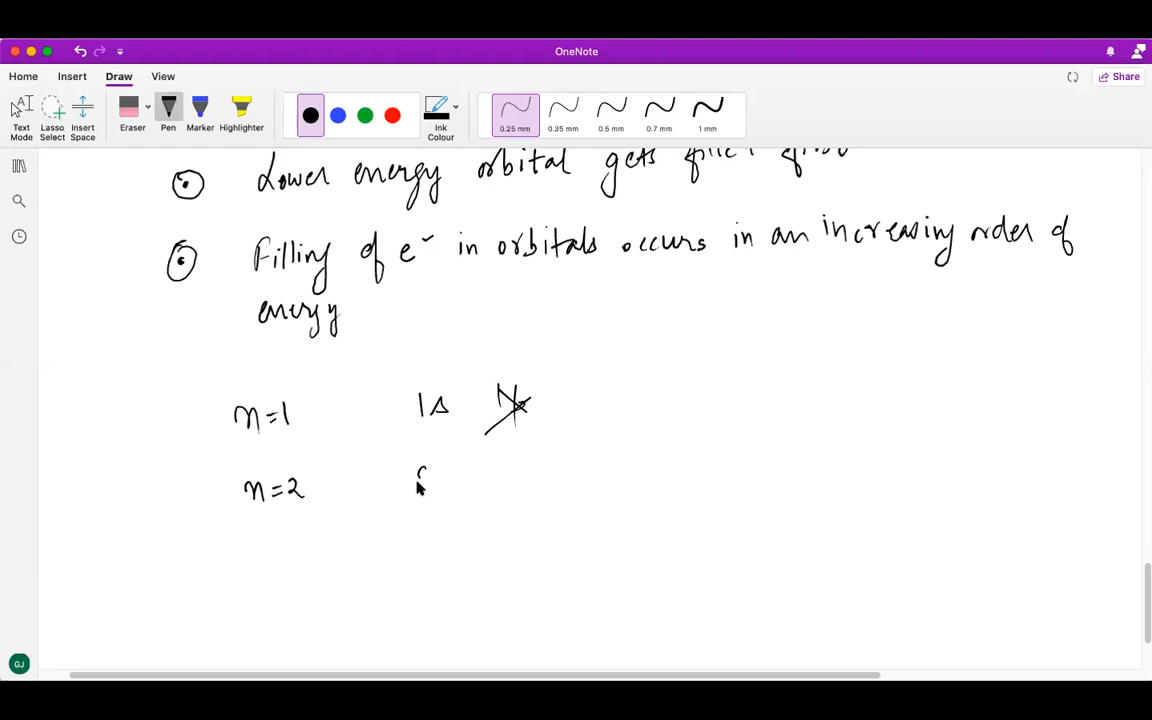 OneNote
Home Insert Draw View
Share
Text Mode
Lasso Select
Insert Space
Eraser
Pen
Marker
Highlighter
Ink Colour
0.25 mm
0.35 mm
0.5 mm
0.7 mm
1 mm
Lower energy orbital gets
Filling of e⁻ in orbitals occurs in an increasing order of
energy
n=1 1s
n=2
GJ